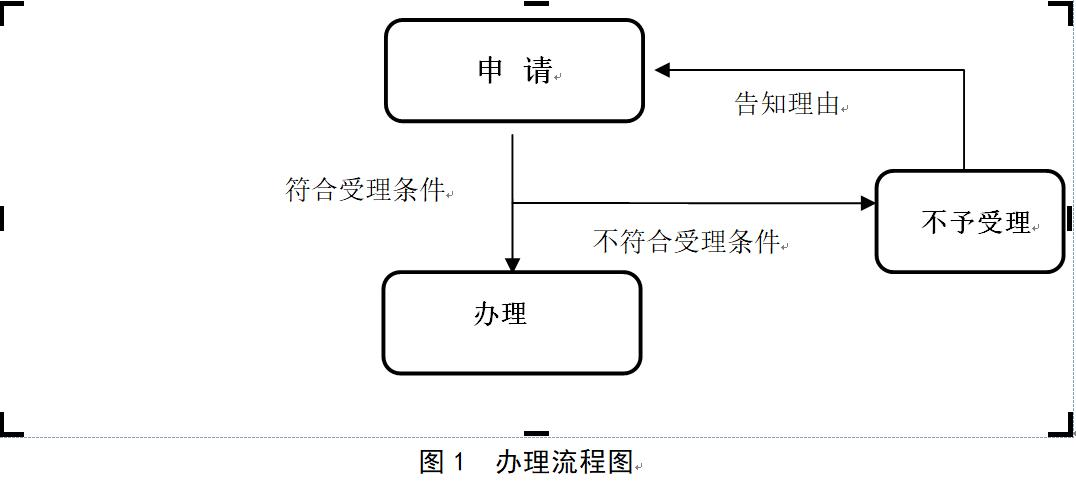 申 请
告知理由
符合受理条件
不予受理
不符合受理条件
办理
图 1 办理流程图